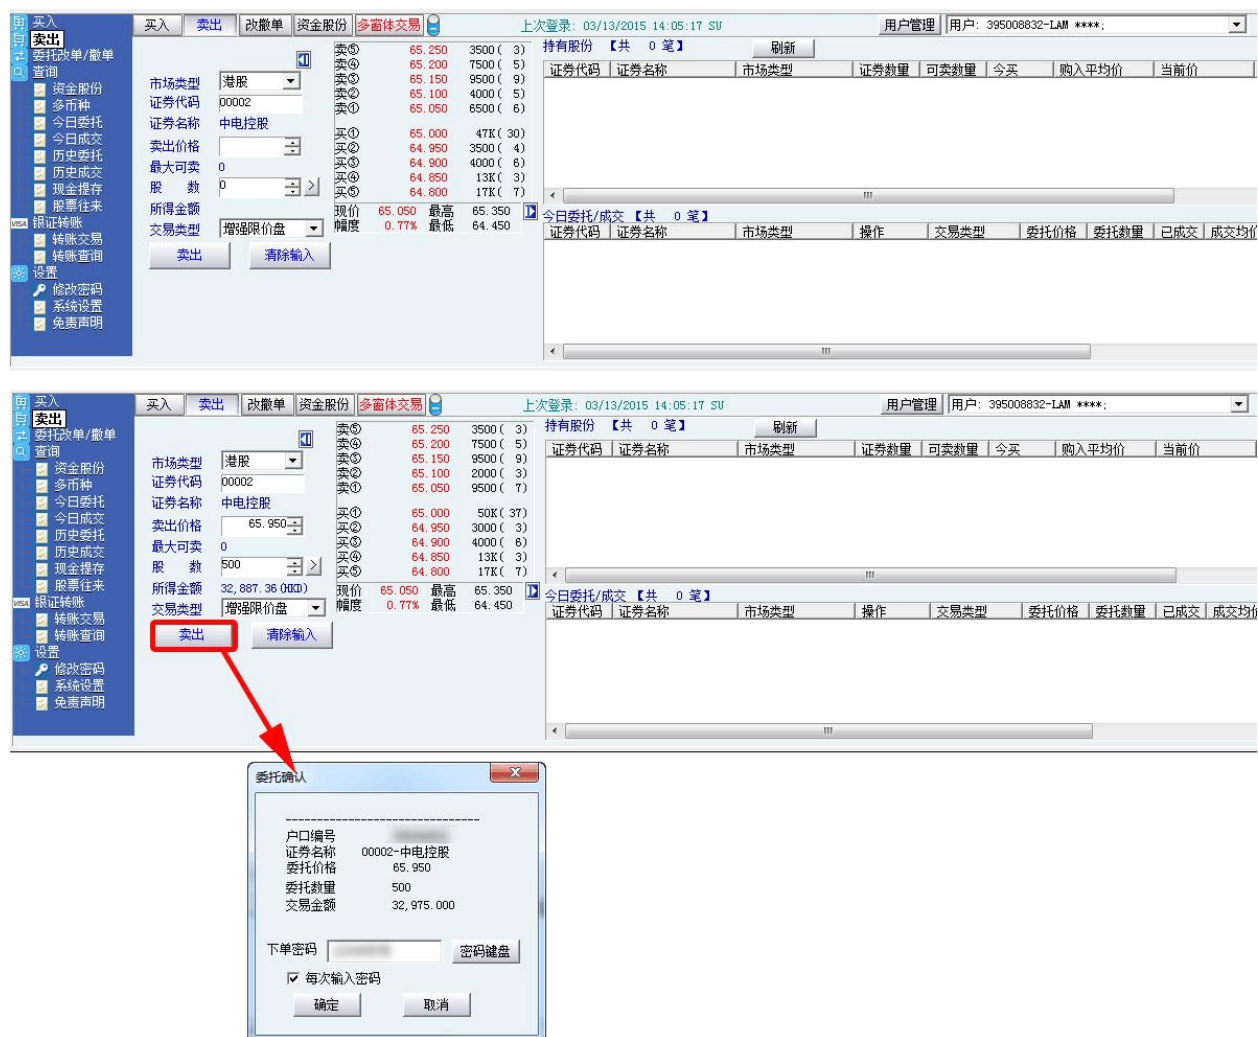 买入 卖出 改撤单 资金股份 多窗体交易 上次登录: 03/13/2015 14:05:17 SU 用户管理 用户: 395008832-LAM ****;
买入
卖出
委托改单/撤单
查询
资金股份
多币种
今日委托
今日成交
历史委托
历史成交
现金提存
股票往来
VISA 银证转账
转账交易
转账查询
设置
修改密码
系统设置
免责声明
市场类型 港股
证券代码 00002
证券名称 中电控股
卖出价格
最大可卖 0
股 数 0 >
所得金额
交易类型 增强限价盘
卖出 清除输入
卖⑤ 65.250 3500( 3)
卖④ 65.200 7500( 5)
卖③ 65.150 9500( 9)
卖② 65.100 4000( 5)
卖① 65.050 6500( 6)
买① 65.000 47K( 30)
买② 64.950 3500( 4)
买③ 64.900 4000( 6)
买④ 64.850 13K( 3)
买⑤ 64.800 17K( 7)
现价 65.050 最高 65.350
幅度 0.77% 最低 64.450
持有股份 【共 0 笔】 刷新
证券代码 证券名称 市场类型 证券数量 可卖数量 今买 购入平均价 当前价
今日委托/成交 【共 0 笔】
证券代码 证券名称 市场类型 操作 交易类型 委托价格 委托数量 已成交 成交均价
买入 卖出 改撤单 资金股份 多窗体交易 上次登录: 03/13/2015 14:05:17 SU 用户管理 用户: 395008832-LAM ****;
买入
卖出
委托改单/撤单
查询
资金股份
多币种
今日委托
今日成交
历史委托
历史成交
现金提存
股票往来
VISA 银证转账
转账交易
转账查询
设置
修改密码
系统设置
免责声明
市场类型 港股
证券代码 00002
证券名称 中电控股
卖出价格 65.950
最大可卖 0
股 数 500 >
所得金额 32,887.36(HKD)
交易类型 增强限价盘
卖出 清除输入
卖⑤ 65.250 3500( 3)
卖④ 65.200 7500( 5)
卖③ 65.150 9500( 9)
卖② 65.100 2000( 3)
卖① 65.050 9500( 7)
买① 65.000 50K( 37)
买② 64.950 3000( 3)
买③ 64.900 4000( 6)
买④ 64.850 13K( 3)
买⑤ 64.800 17K( 7)
现价 65.050 最高 65.350
幅度 0.77% 最低 64.450
持有股份 【共 0 笔】 刷新
证券代码 证券名称 市场类型 证券数量 可卖数量 今买 购入平均价 当前价
今日委托/成交 【共 0 笔】
证券代码 证券名称 市场类型 操作 交易类型 委托价格 委托数量 已成交 成交均价
委托确认
户口编号
证券名称 00002-中电控股
委托价格 65.950
委托数量 500
交易金额 32,975.000
下单密码 密码键盘
每次输入密码
确定 取消